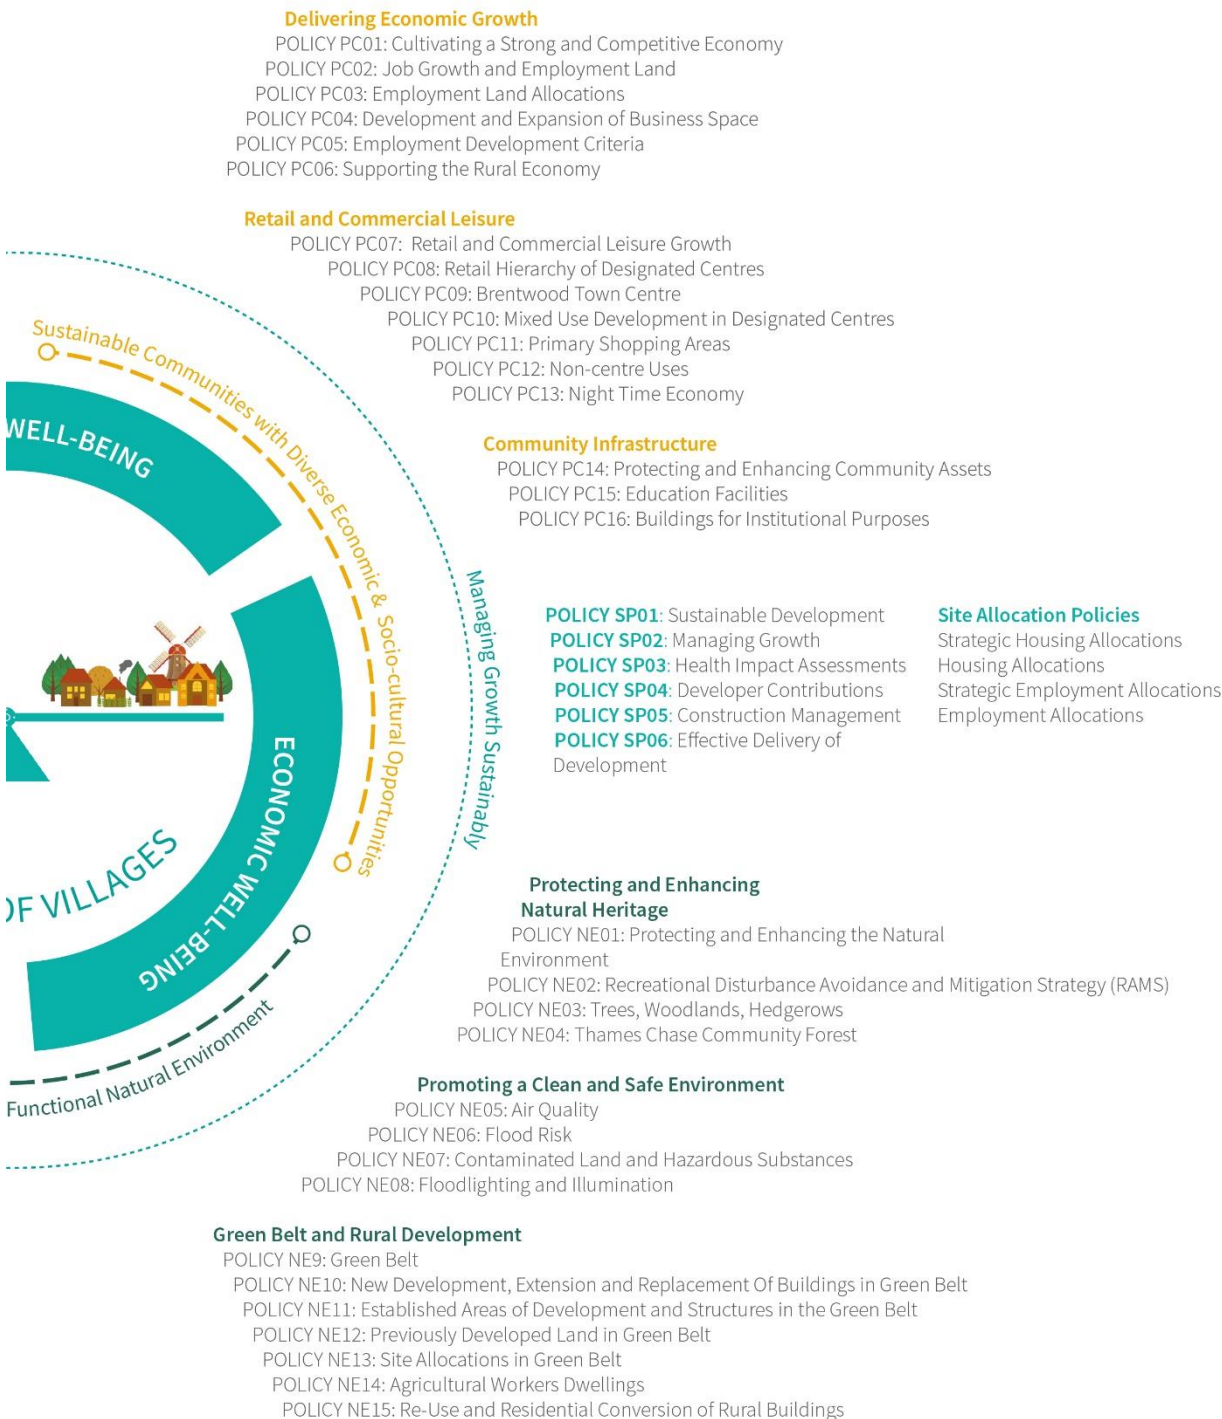 Delivering Economic Growth
POLICY PC01: Cultivating a Strong and Competitive Economy
POLICY PC02: Job Growth and Employment Land
POLICY PC03: Employment Land Allocations
POLICY PC04: Development and Expansion of Business Space
POLICY PC05: Employment Development Criteria
POLICY PC06: Supporting the Rural Economy
Retail and Commercial Leisure
POLICY PC07: Retail and Commercial Leisure Growth
POLICY PC08: Retail Hierarchy of Designated Centres
POLICY PC09: Brentwood Town Centre
POLICY PC10: Mixed Use Development in Designated Centres
POLICY PC11: Primary Shopping Areas
POLICY PC12: Non-centre Uses
POLICY PC13: Night Time Economy
Community Infrastructure
POLICY PC14: Protecting and Enhancing Community Assets
POLICY PC15: Education Facilities
POLICY PC16: Buildings for Institutional Purposes
Sustainable Communities with Diverse Economic & Socio-cultural Opportunities
WELL-BEING
Managing Growth Sustainably
ECONOMIC WELL-BEING
OF VILLAGES
Functional Natural Environment
POLICY SP01: Sustainable Development
POLICY SP02: Managing Growth
POLICY SP03: Health Impact Assessments
POLICY SP04: Developer Contributions
POLICY SP05: Construction Management
POLICY SP06: Effective Delivery of
Development
Site Allocation Policies
Strategic Housing Allocations
Housing Allocations
Strategic Employment Allocations
Employment Allocations
Protecting and Enhancing
Natural Heritage
POLICY NE01: Protecting and Enhancing the Natural
Environment
POLICY NE02: Recreational Disturbance Avoidance and Mitigation Strategy (RAMS)
POLICY NE03: Trees, Woodlands, Hedgerows
POLICY NE04: Thames Chase Community Forest
Promoting a Clean and Safe Environment
POLICY NE05: Air Quality
POLICY NE06: Flood Risk
POLICY NE07: Contaminated Land and Hazardous Substances
POLICY NE08: Floodlighting and Illumination
Green Belt and Rural Development
POLICY NE9: Green Belt
POLICY NE10: New Development, Extension and Replacement Of Buildings in Green Belt
POLICY NE11: Established Areas of Development and Structures in the Green Belt
POLICY NE12: Previously Developed Land in Green Belt
POLICY NE13: Site Allocations in Green Belt
POLICY NE14: Agricultural Workers Dwellings
POLICY NE15: Re-Use and Residential Conversion of Rural Buildings